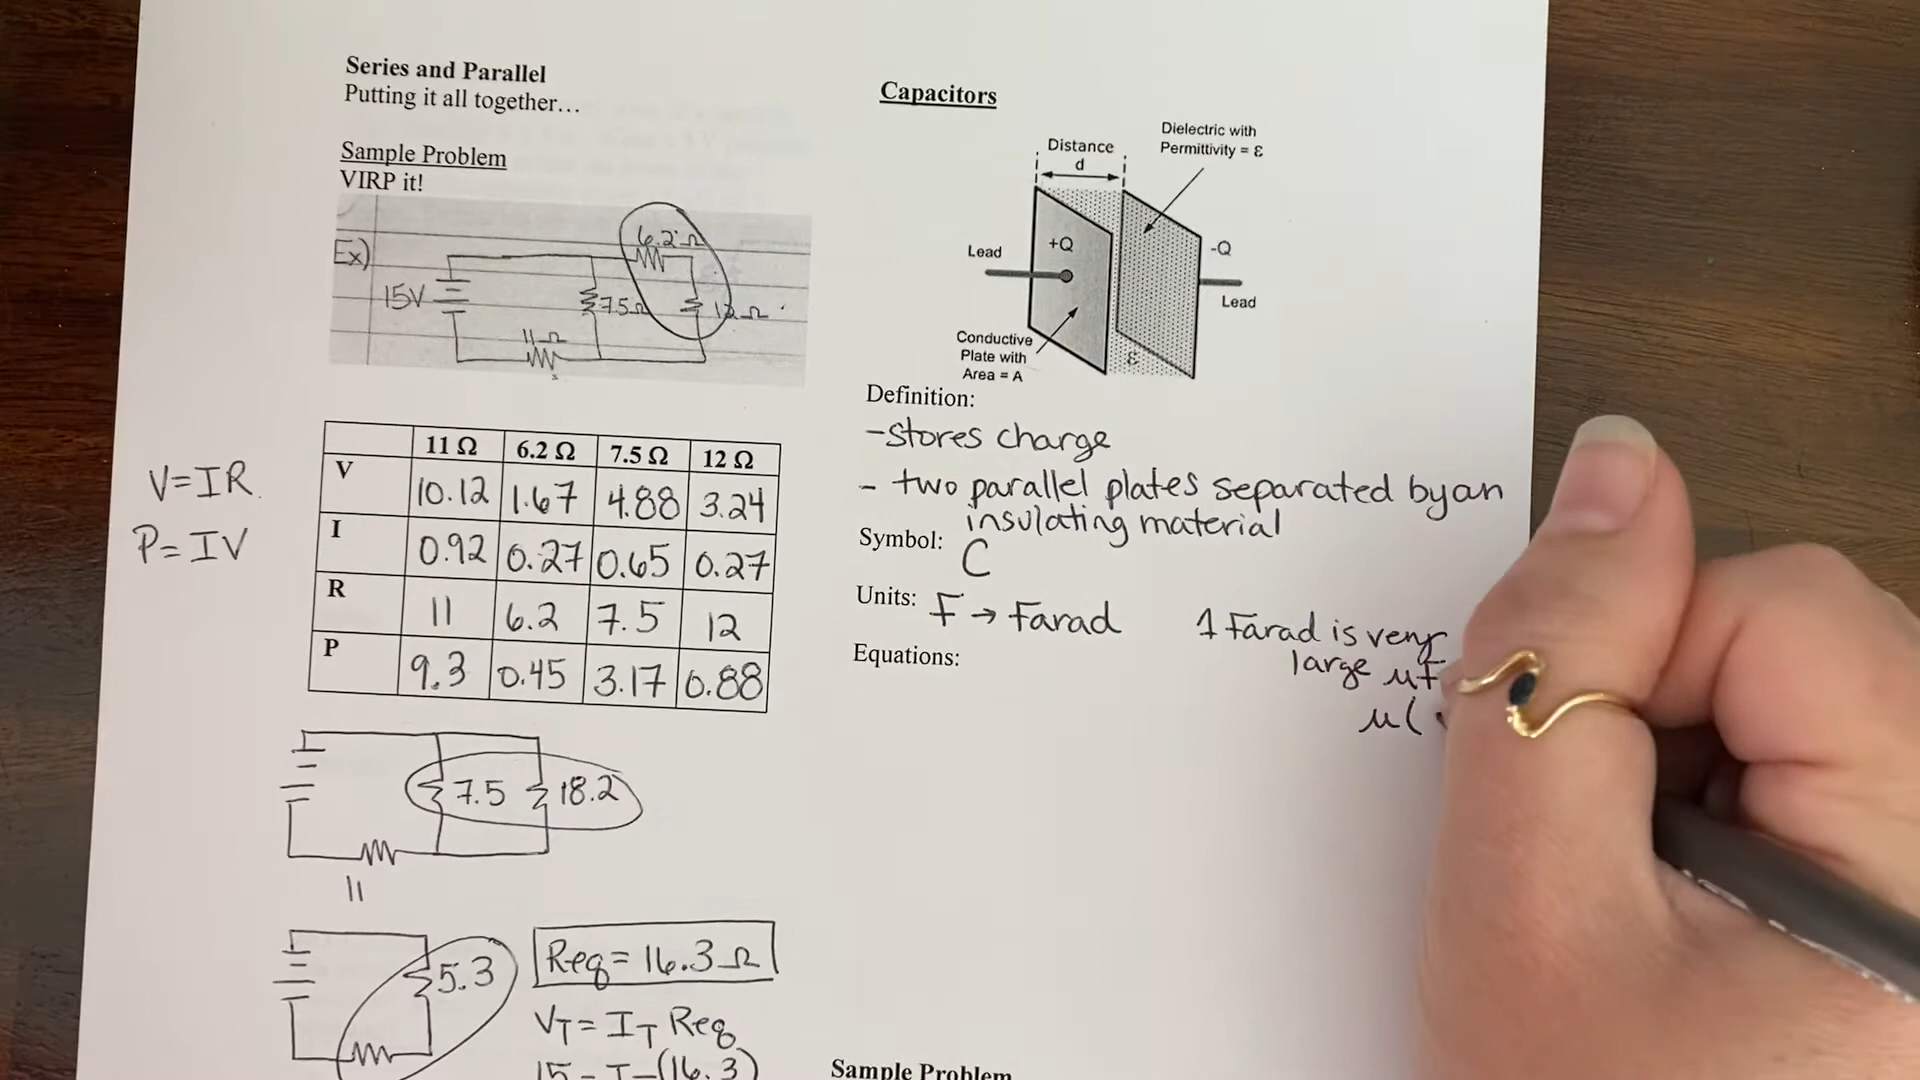 Series and Parallel
Putting it all together…
Sample Problem
VIRP it!
Ex)
6.2Ω
15V
7.5Ω
12Ω
11Ω
V=IR
P=IV
11 Ω 6.2 Ω 7.5 Ω 12 Ω
V 10.12 1.67 4.88 3.24
I 0.92 0.27 0.65 0.27
R 11 6.2 7.5 12
P 9.3 0.45 3.17 0.88
7.5 18.2
11
5.3
Req = 16.3 Ω
VT = IT Req
15 = IT (16.3)
Capacitors
Distance
d
Dielectric with
Permittivity = ε
+Q
-Q
Lead
Lead
Conductive
Plate with
Area = A
ε
Definition:
-stores charge
- two parallel plates separated by an
insulating material
Symbol: C
Units: F → Farad
1 Farad is very
large μF
μ(
Equations:
Sample Problem